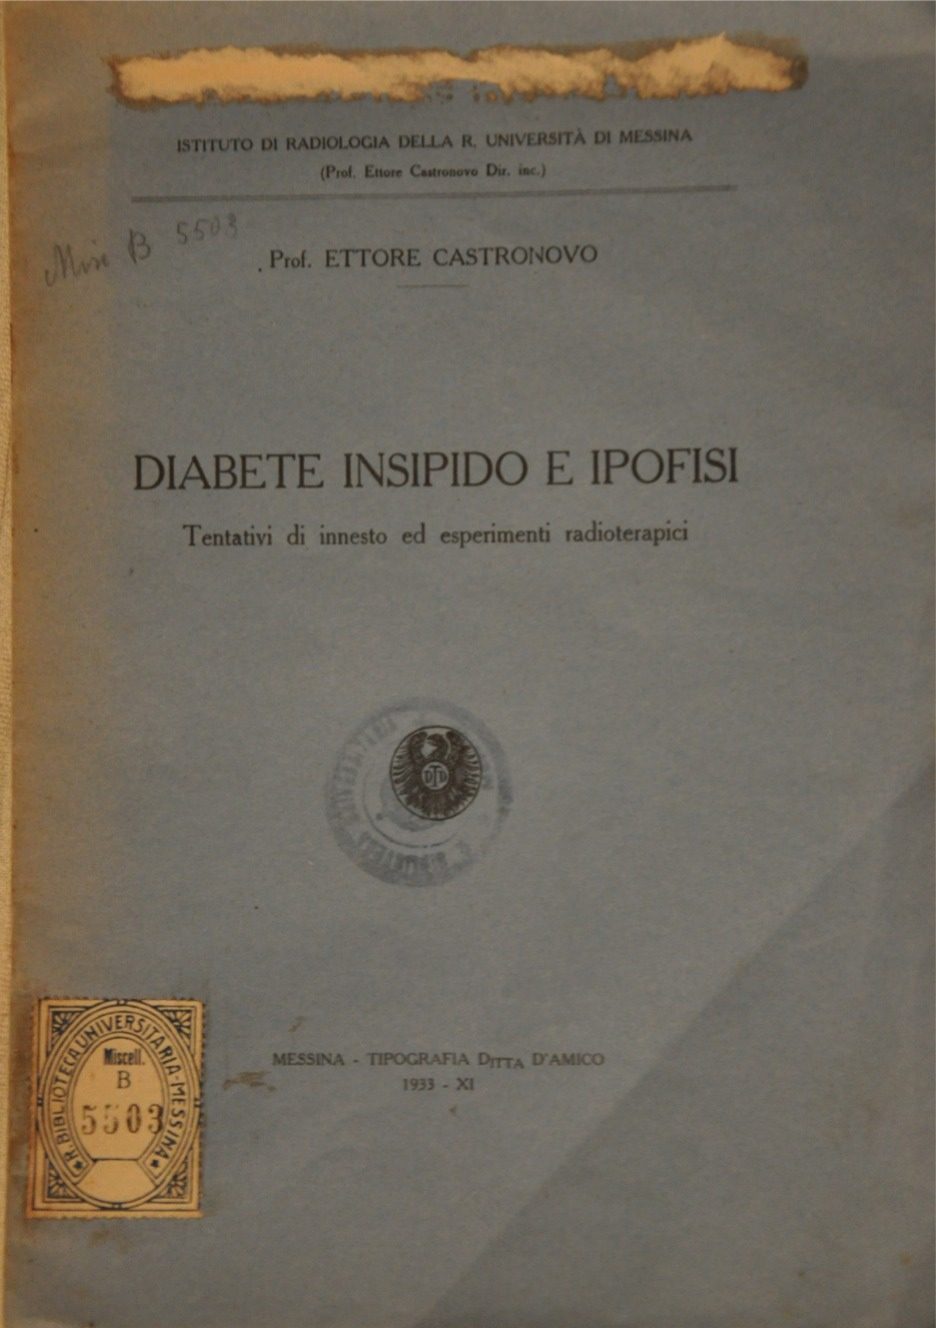 ISTITUTO DI RADIOLOGIA DELLA R. UNIVERSITÀ DI MESSINA
(Prof. Ettore Castronovo Dir. inc.)
Misc B 5503
Prof. ETTORE CASTRONOVO
DIABETE INSIPIDO E IPOFISI
Tentativi di innesto ed esperimenti radioterapici
DTD
MESSINA - TIPOGRAFIA DITTA D'AMICO
1933 - XI
R. BIBLIOTECA UNIVERSITARIA-MESSINA
Miscell.
B
5503